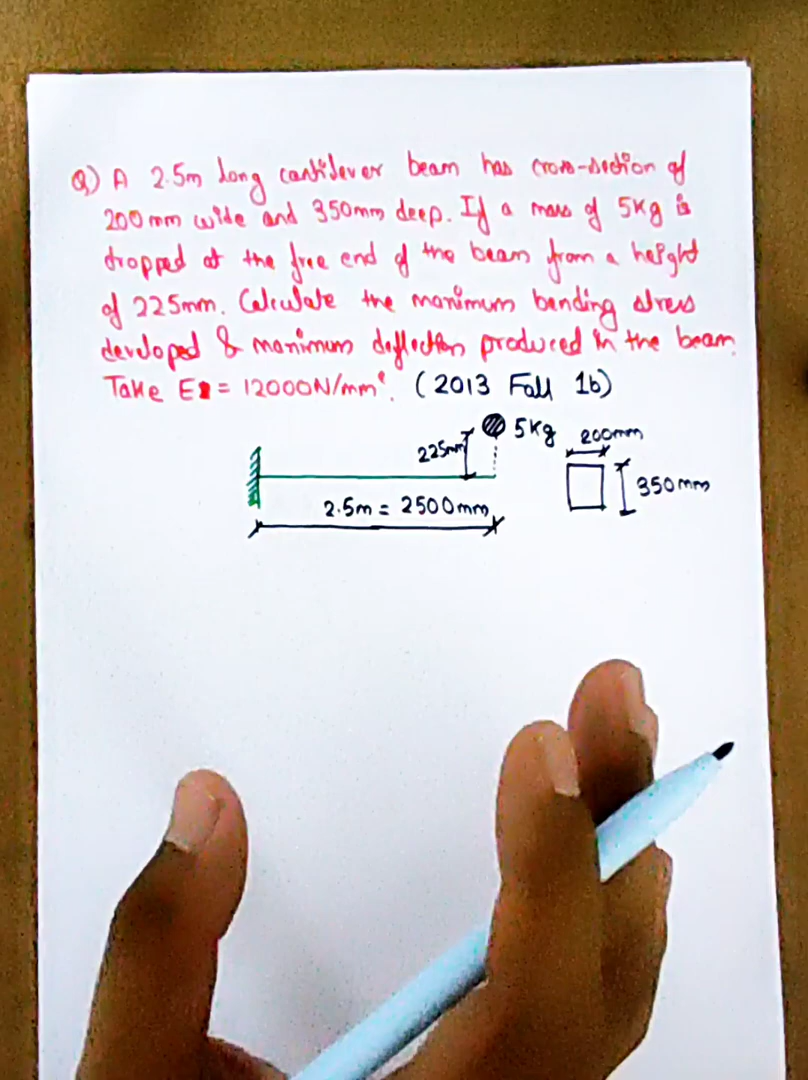 Q) A 2.5m long cantilever beam has cross-section of
200mm wide and 350mm deep. If a mass of 5Kg is
dropped at the free end of the beam from a height
of 225mm. Calculate the maximum bending stress
developed & maximum deflection produced in the beam.
Take E = 12000N/mm². (2013 Fall 1b)
225mm
5Kg
200mm
350mm
2.5m = 2500mm